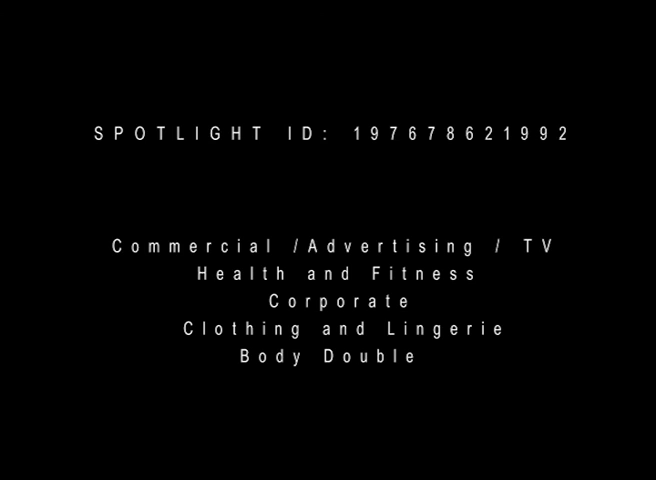 SPOTLIGHT ID: 197678621992
Commercial /Advertising / TV
Health and Fitness
Corporate
Clothing and Lingerie
Body Double